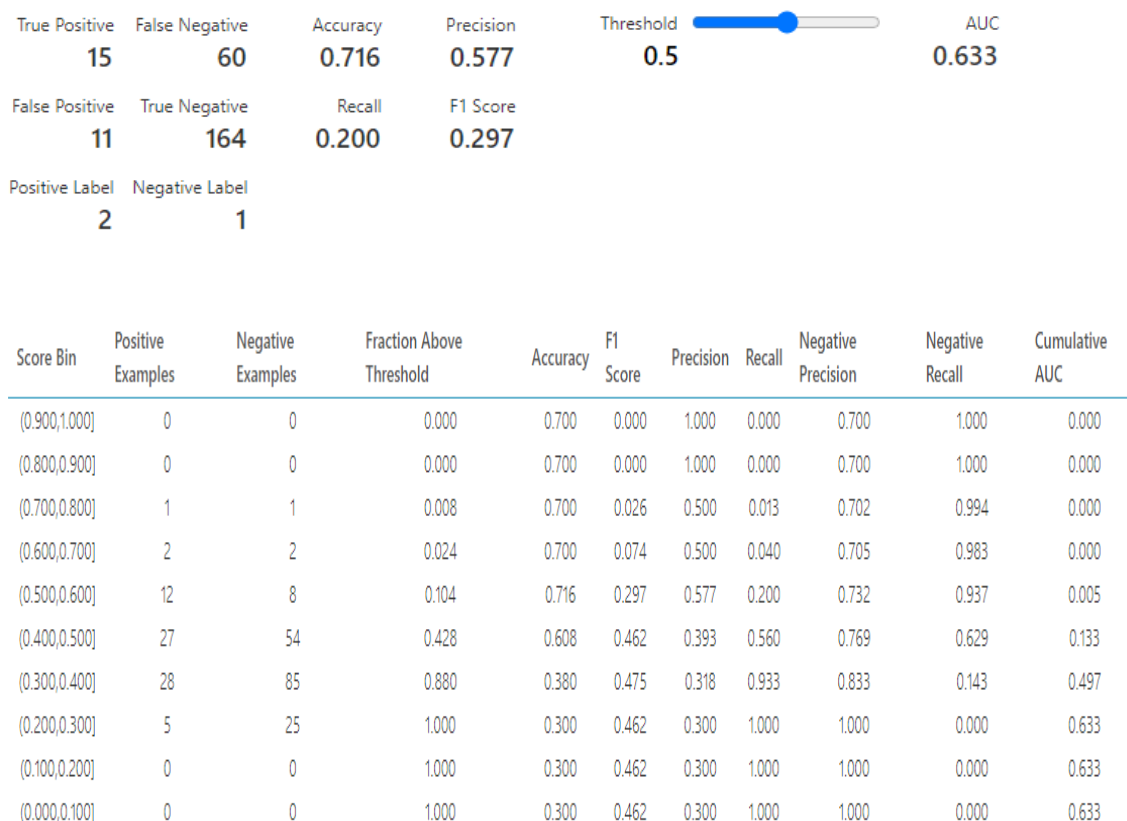 True Positive False Negative Accuracy Precision Threshold AUC
15 60 0.716 0.577 0.5 0.633
False Positive True Negative Recall F1 Score
11 164 0.200 0.297
Positive Label Negative Label
2 1
Score Bin Positive Examples Negative Examples Fraction Above Threshold Accuracy F1 Score Precision Recall Negative Precision Negative Recall Cumulative AUC
(0.900,1.000] 0 0 0.000 0.700 0.000 1.000 0.000 0.700 1.000 0.000
(0.800,0.900] 0 0 0.000 0.700 0.000 1.000 0.000 0.700 1.000 0.000
(0.700,0.800] 1 1 0.008 0.700 0.026 0.500 0.013 0.702 0.994 0.000
(0.600,0.700] 2 2 0.024 0.700 0.074 0.500 0.040 0.705 0.983 0.000
(0.500,0.600] 12 8 0.104 0.716 0.297 0.577 0.200 0.732 0.937 0.005
(0.400,0.500] 27 54 0.428 0.608 0.462 0.393 0.560 0.769 0.629 0.133
(0.300,0.400] 28 85 0.880 0.380 0.475 0.318 0.933 0.833 0.143 0.497
(0.200,0.300] 5 25 1.000 0.300 0.462 0.300 1.000 1.000 0.000 0.633
(0.100,0.200] 0 0 1.000 0.300 0.462 0.300 1.000 1.000 0.000 0.633
(0.000,0.100] 0 0 1.000 0.300 0.462 0.300 1.000 1.000 0.000 0.633